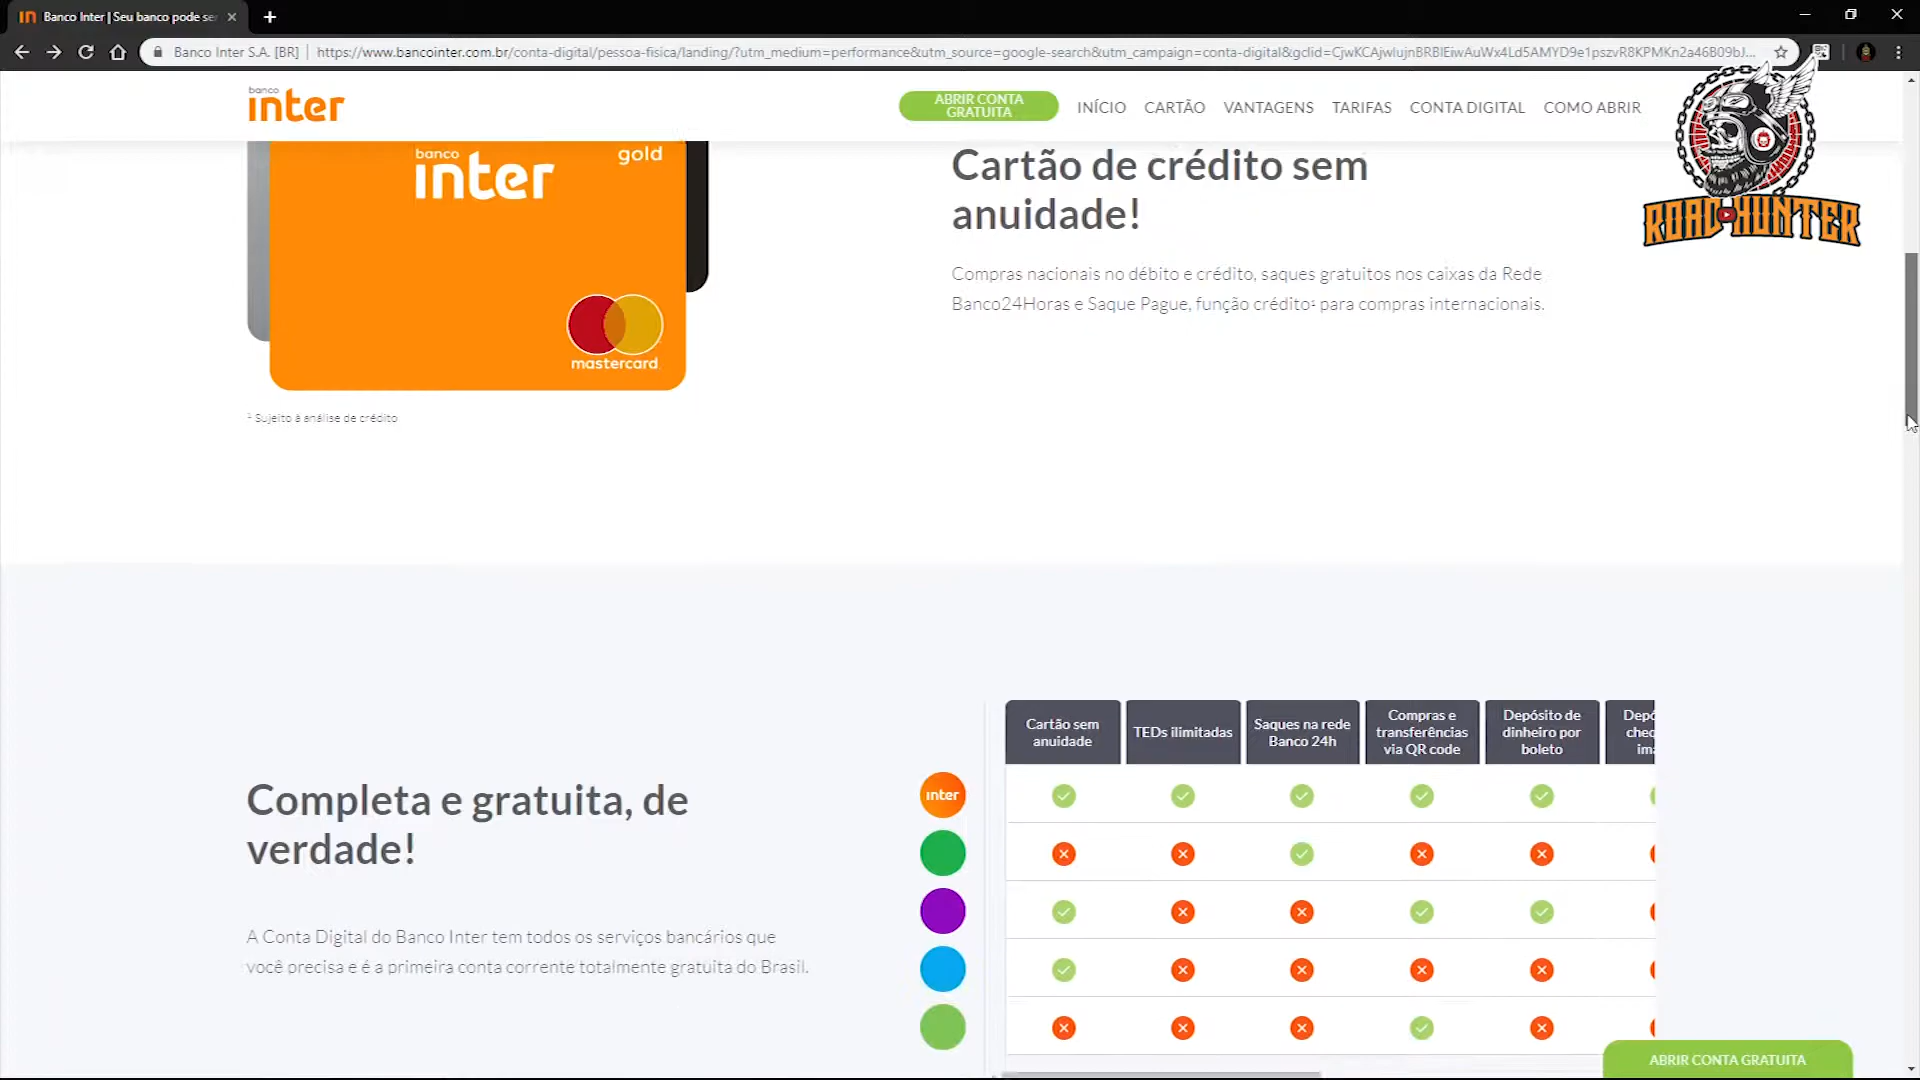 Banco Inter | Seu banco pode se
Banco Inter S.A. [BR]
https://www.bancointer.com.br/conta-digital/pessoa-fisica/landing/?utm_medium=performance&utm_source=google-search&utm_campaign=conta-digital&gclid=
banco
inter
ABRIR CONTA
GRATUITA
INÍCIO
CARTÃO
VANTAGENS
TARIFAS
CONTA DIGITAL
COMO ABRIR
ROAD HUNTER
banco
inter
gold
mastercard
¹ Sujeito à análise de crédito
Cartão de crédito sem
anuidade!
Compras nacionais no débito e crédito, saques gratuitos nos caixas da Rede
Banco24Horas e Saque Pague, função crédito¹ para compras internacionais.
Completa e gratuita, de
verdade!
A Conta Digital do Banco Inter tem todos os serviços bancários que
você precisa e é a primeira conta corrente totalmente gratuita do Brasil.
Cartão sem
anuidade
TEDs ilimitadas
Saques na rede
Banco 24h
Compras e
transferências
via QR code
Depósito de
dinheiro por
boleto
inter
ABRIR CONTA GRATUITA